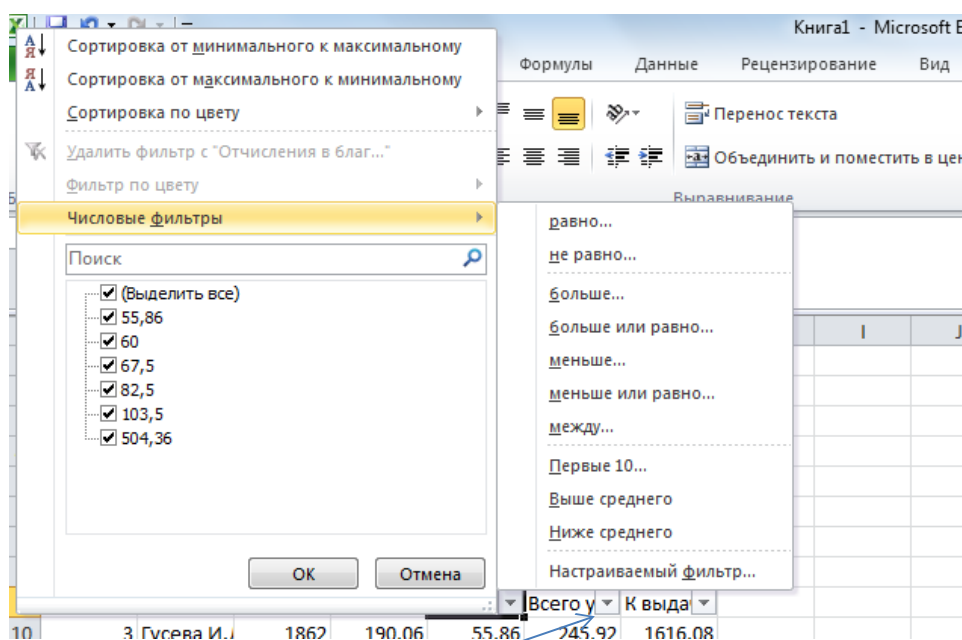 Книга1 - Microsoft E
Формулы Данные Рецензирование Вид
Сортировка от минимального к максимальному
Сортировка от максимального к минимальному
Сортировка по цвету
Удалить фильтр с "Отчисления в благ..."
Фильтр по цвету
Числовые фильтры
Перенос текста
Объединить и поместить в цен
Выравнивание
Поиск
(Выделить все)
55,86
60
67,5
82,5
103,5
504,36
ОК Отмена
равно...
не равно...
больше...
больше или равно...
меньше...
меньше или равно...
между...
Первые 10...
Выше среднего
Ниже среднего
Настраиваемый фильтр...
I J
Всего у К выда
10 3 Гусева И. 1862 190,06 55,86 245,92 1616,08